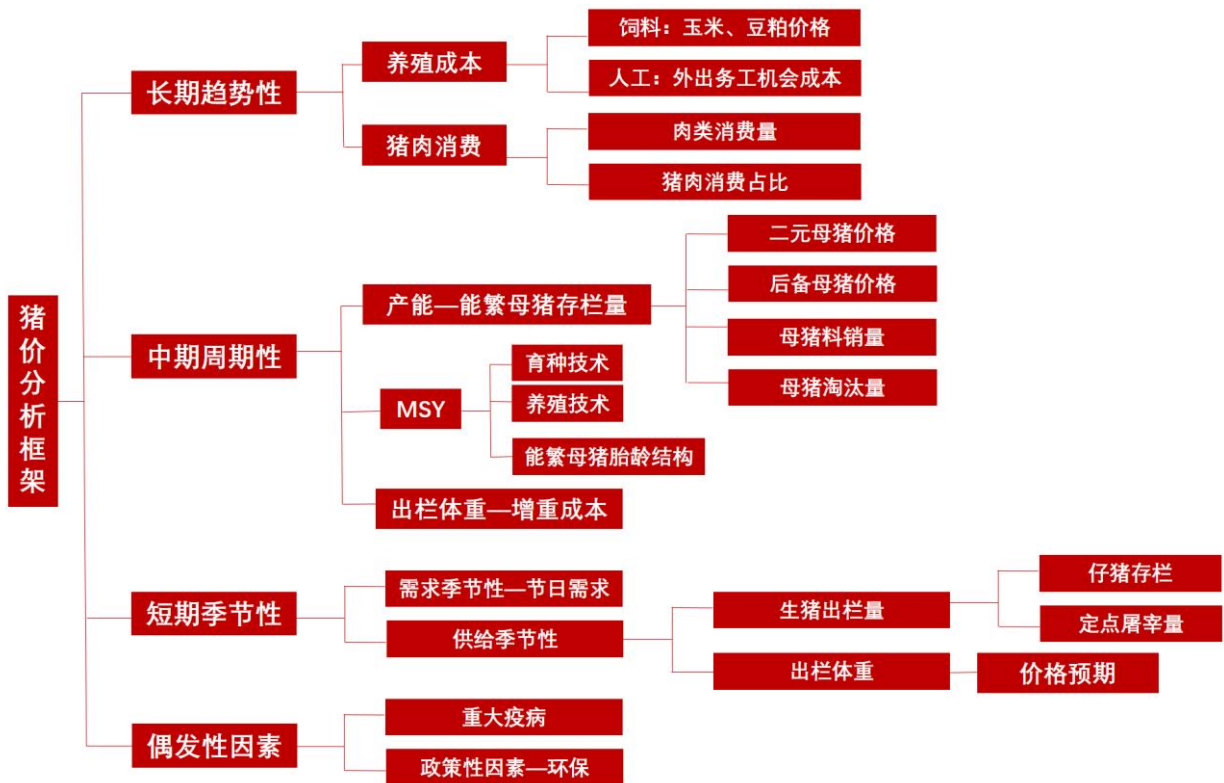 猪价分析框架
长期趋势性
养殖成本
饲料：玉米、豆粕价格
人工：外出务工机会成本
猪肉消费
肉类消费量
猪肉消费占比
中期周期性
产能—能繁母猪存栏量
二元母猪价格
后备母猪价格
母猪料销量
母猪淘汰量
MSY
育种技术
养殖技术
能繁母猪胎龄结构
出栏体重—增重成本
短期季节性
需求季节性—节日需求
供给季节性
生猪出栏量
仔猪存栏
定点屠宰量
出栏体重
价格预期
偶发性因素
重大疫病
政策性因素—环保